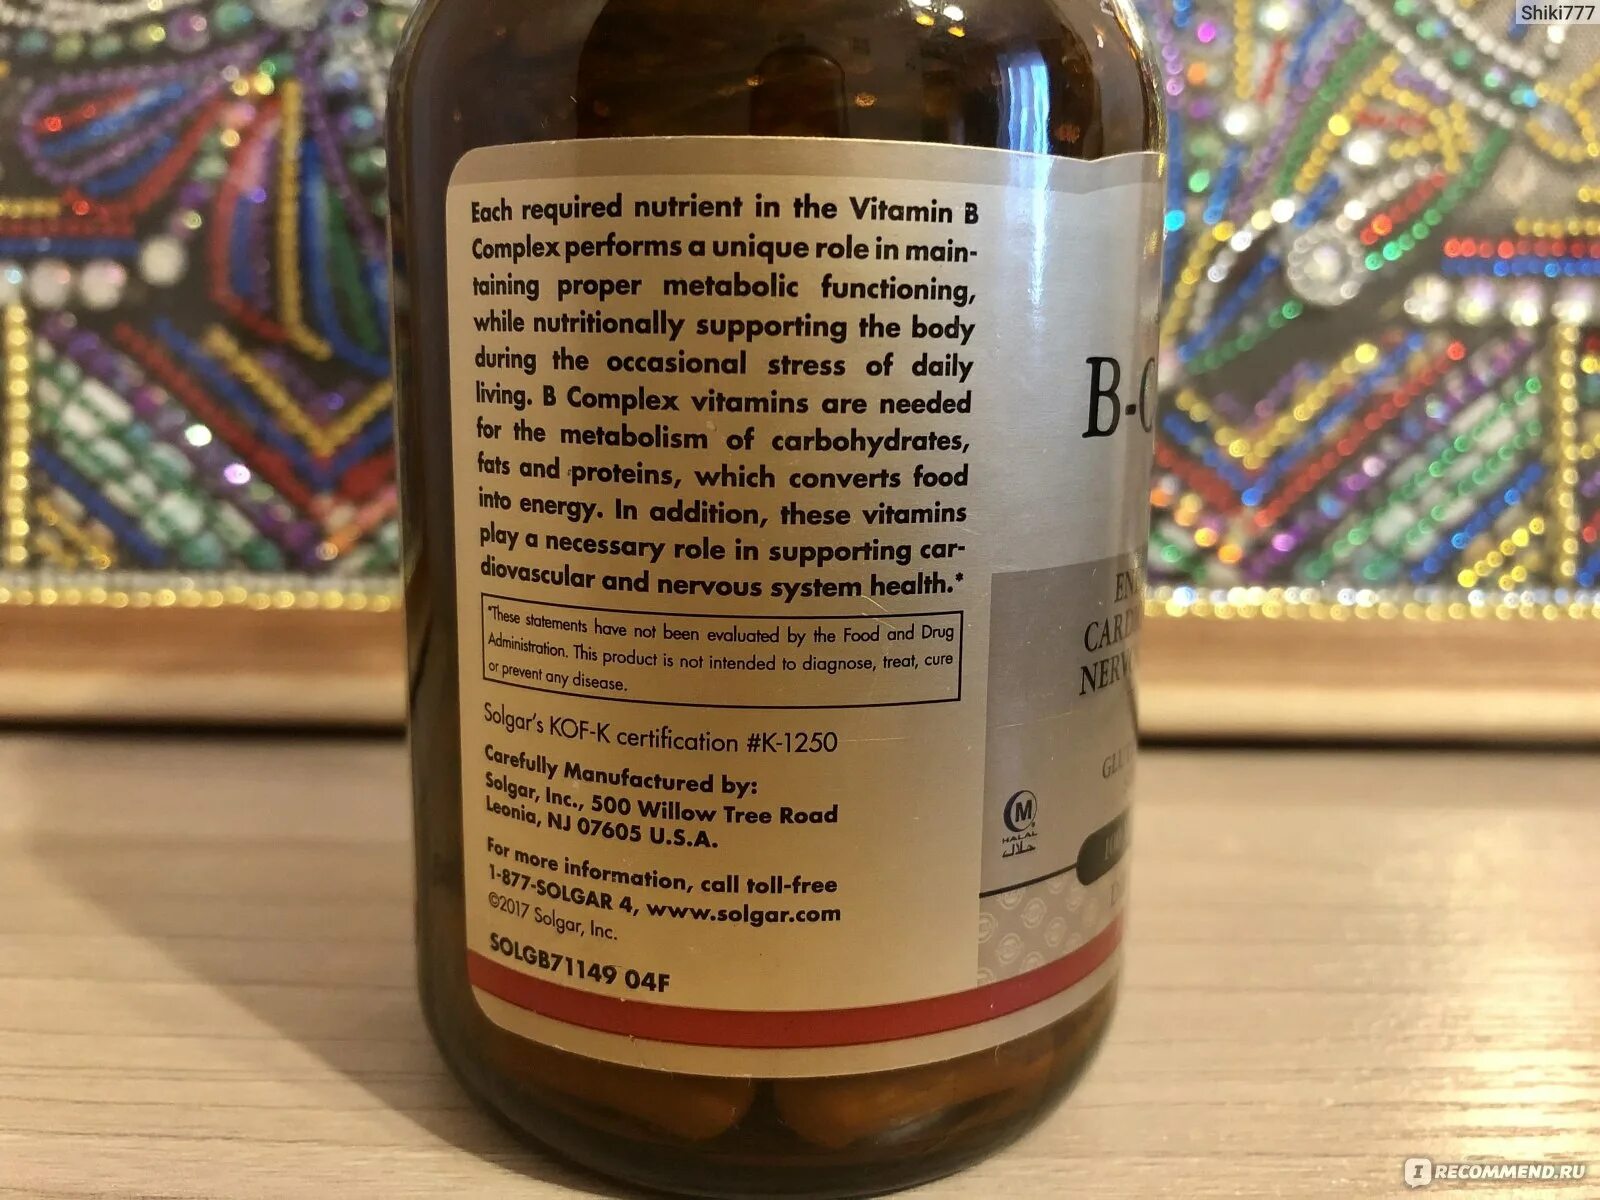 Shiki777
Each required nutrient in the Vitamin B
Complex performs a unique role in main-
taining proper metabolic functioning,
while nutritionally supporting the body
during the occasional stress of daily
living. B Complex vitamins are needed
for the metabolism of carbohydrates,
fats and proteins, which converts food
into energy. In addition, these vitamins
play a necessary role in supporting car-
diovascular and nervous system health.*
*These statements have not been evaluated by the Food and Drug
Administration. This product is not intended to diagnose, treat, cure
or prevent any disease.
Solgar's KOF-K certification #K-1250
Carefully Manufactured by:
Solgar, Inc., 500 Willow Tree Road
Leonia, NJ 07605 U.S.A.
For more information, call toll-free
1-877-SOLGAR 4, www.solgar.com
©2017 Solgar, Inc.
SOLGB71149 04F
B-C
EN
CARD
NERV
GLU
M
HALAL
حلال
IRECOMMEND.RU